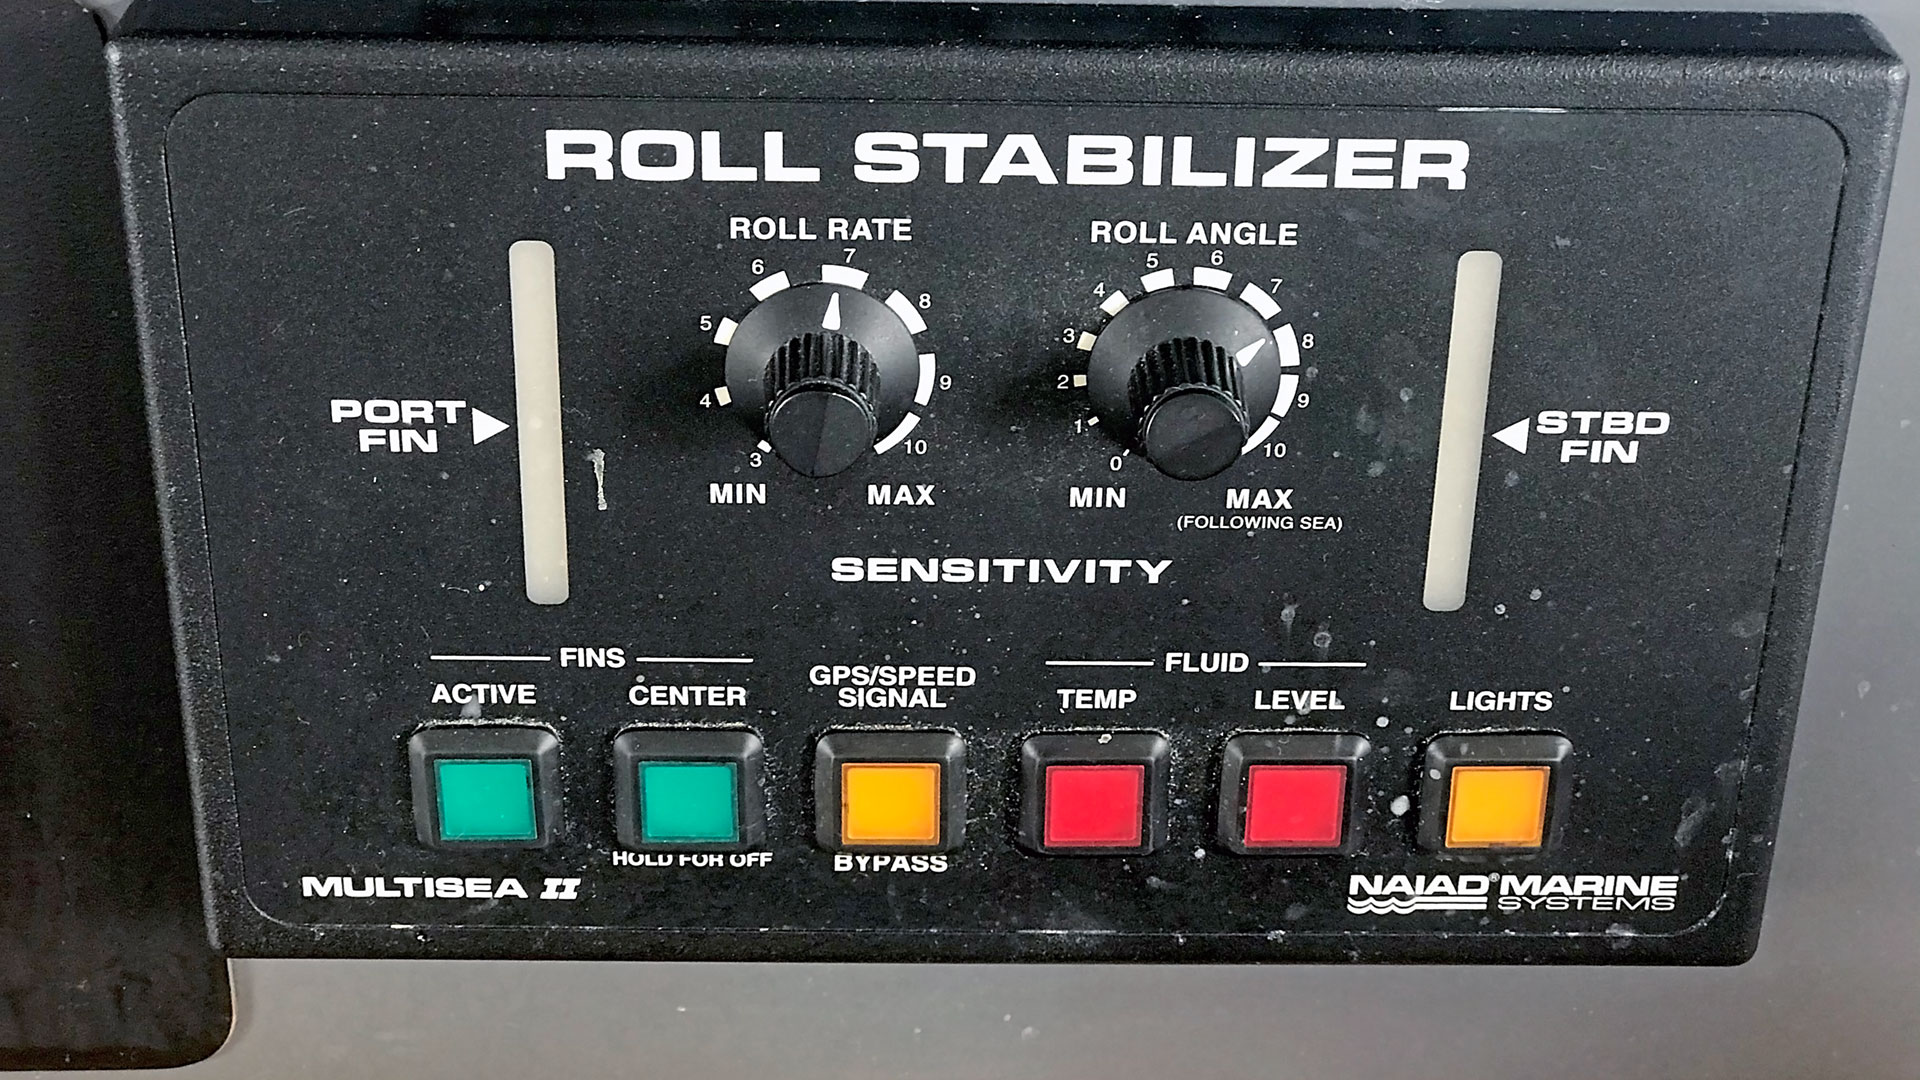 ROLL STABILIZER
ROLL RATE
3 4 5 6 7 8 9 10
MIN MAX
ROLL ANGLE
0 1 2 3 4 5 6 7 8 9 10
MIN MAX
(FOLLOWING SEA)
PORT
FIN
STBD
FIN
SENSITIVITY
FINS
ACTIVE CENTER
HOLD FOR OFF
GPS/SPEED
SIGNAL
BYPASS
FLUID
TEMP LEVEL
LIGHTS
MULTISEA II
NAIAD® MARINE
SYSTEMS